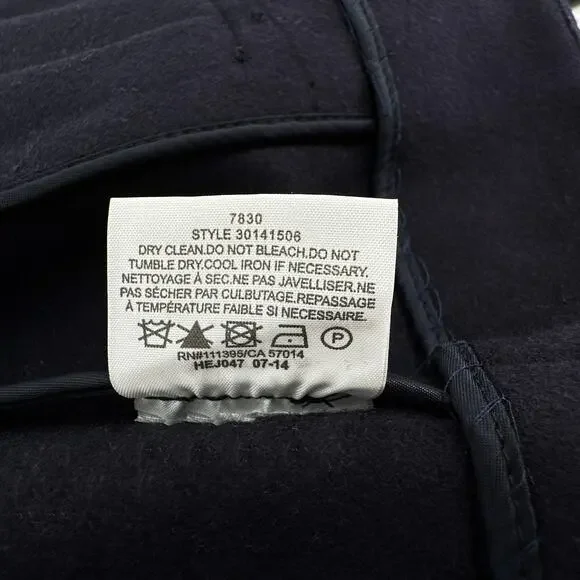 7830
STYLE 30141506
DRY CLEAN.DO NOT BLEACH.DO NOT
TUMBLE DRY.COOL IRON IF NECESSARY.
NETTOYAGE À SEC.NE PAS JAVELLISER.NE
PAS SÉCHER PAR CULBUTAGE.REPASSAGE
À TEMPÉRATURE FAIBLE SI NECESSAIRE.
P
RN#111395/CA 57014
HEJ047 07-14